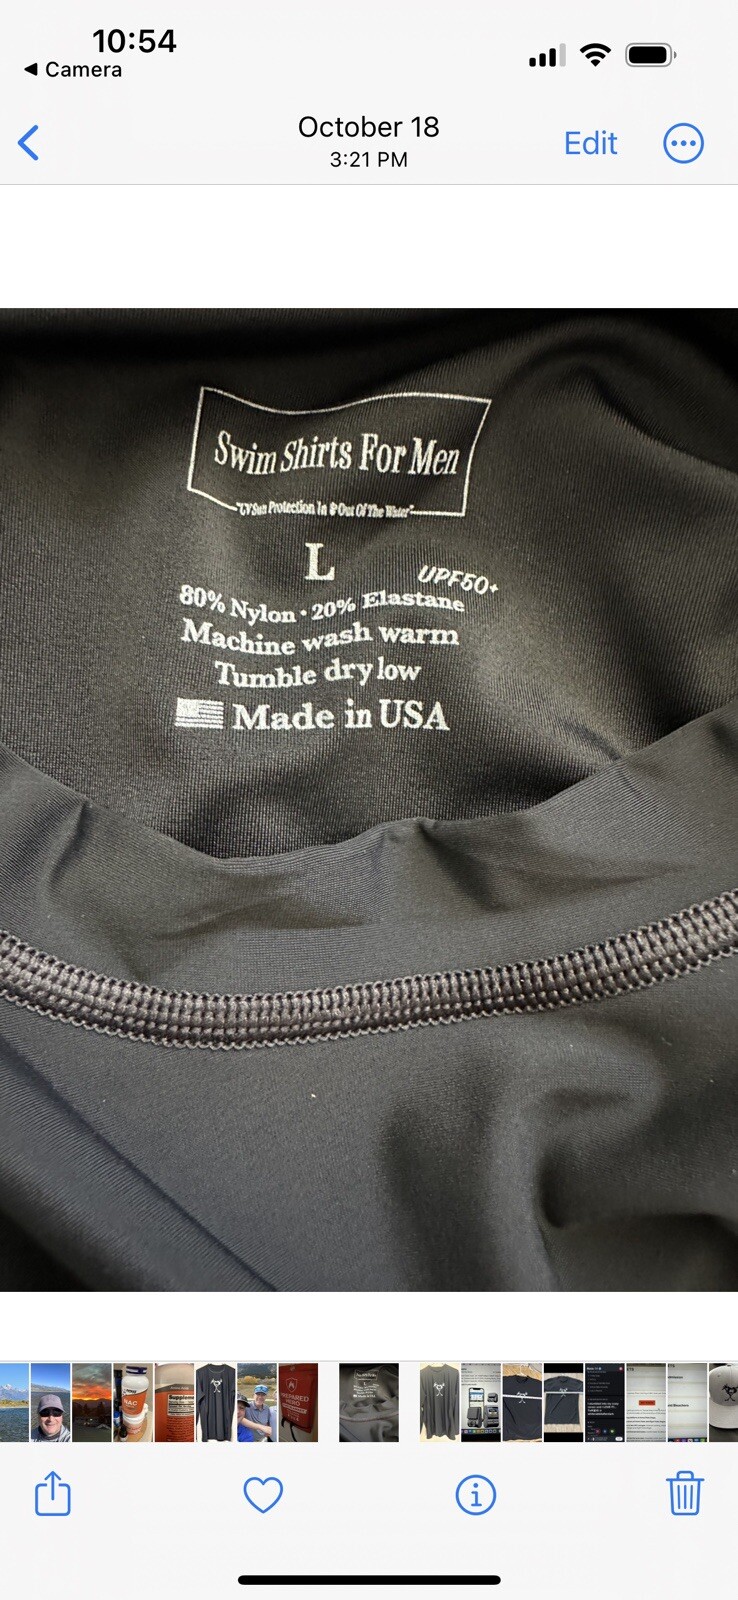 10:54
◀ Camera
October 18
3:21 PM
Edit
Swim Shirts For Men
"UV Sun Protection In & Out Of The Water"
L
UPF50+
80% Nylon • 20% Elastane
Machine wash warm
Tumble dry low
Made in USA